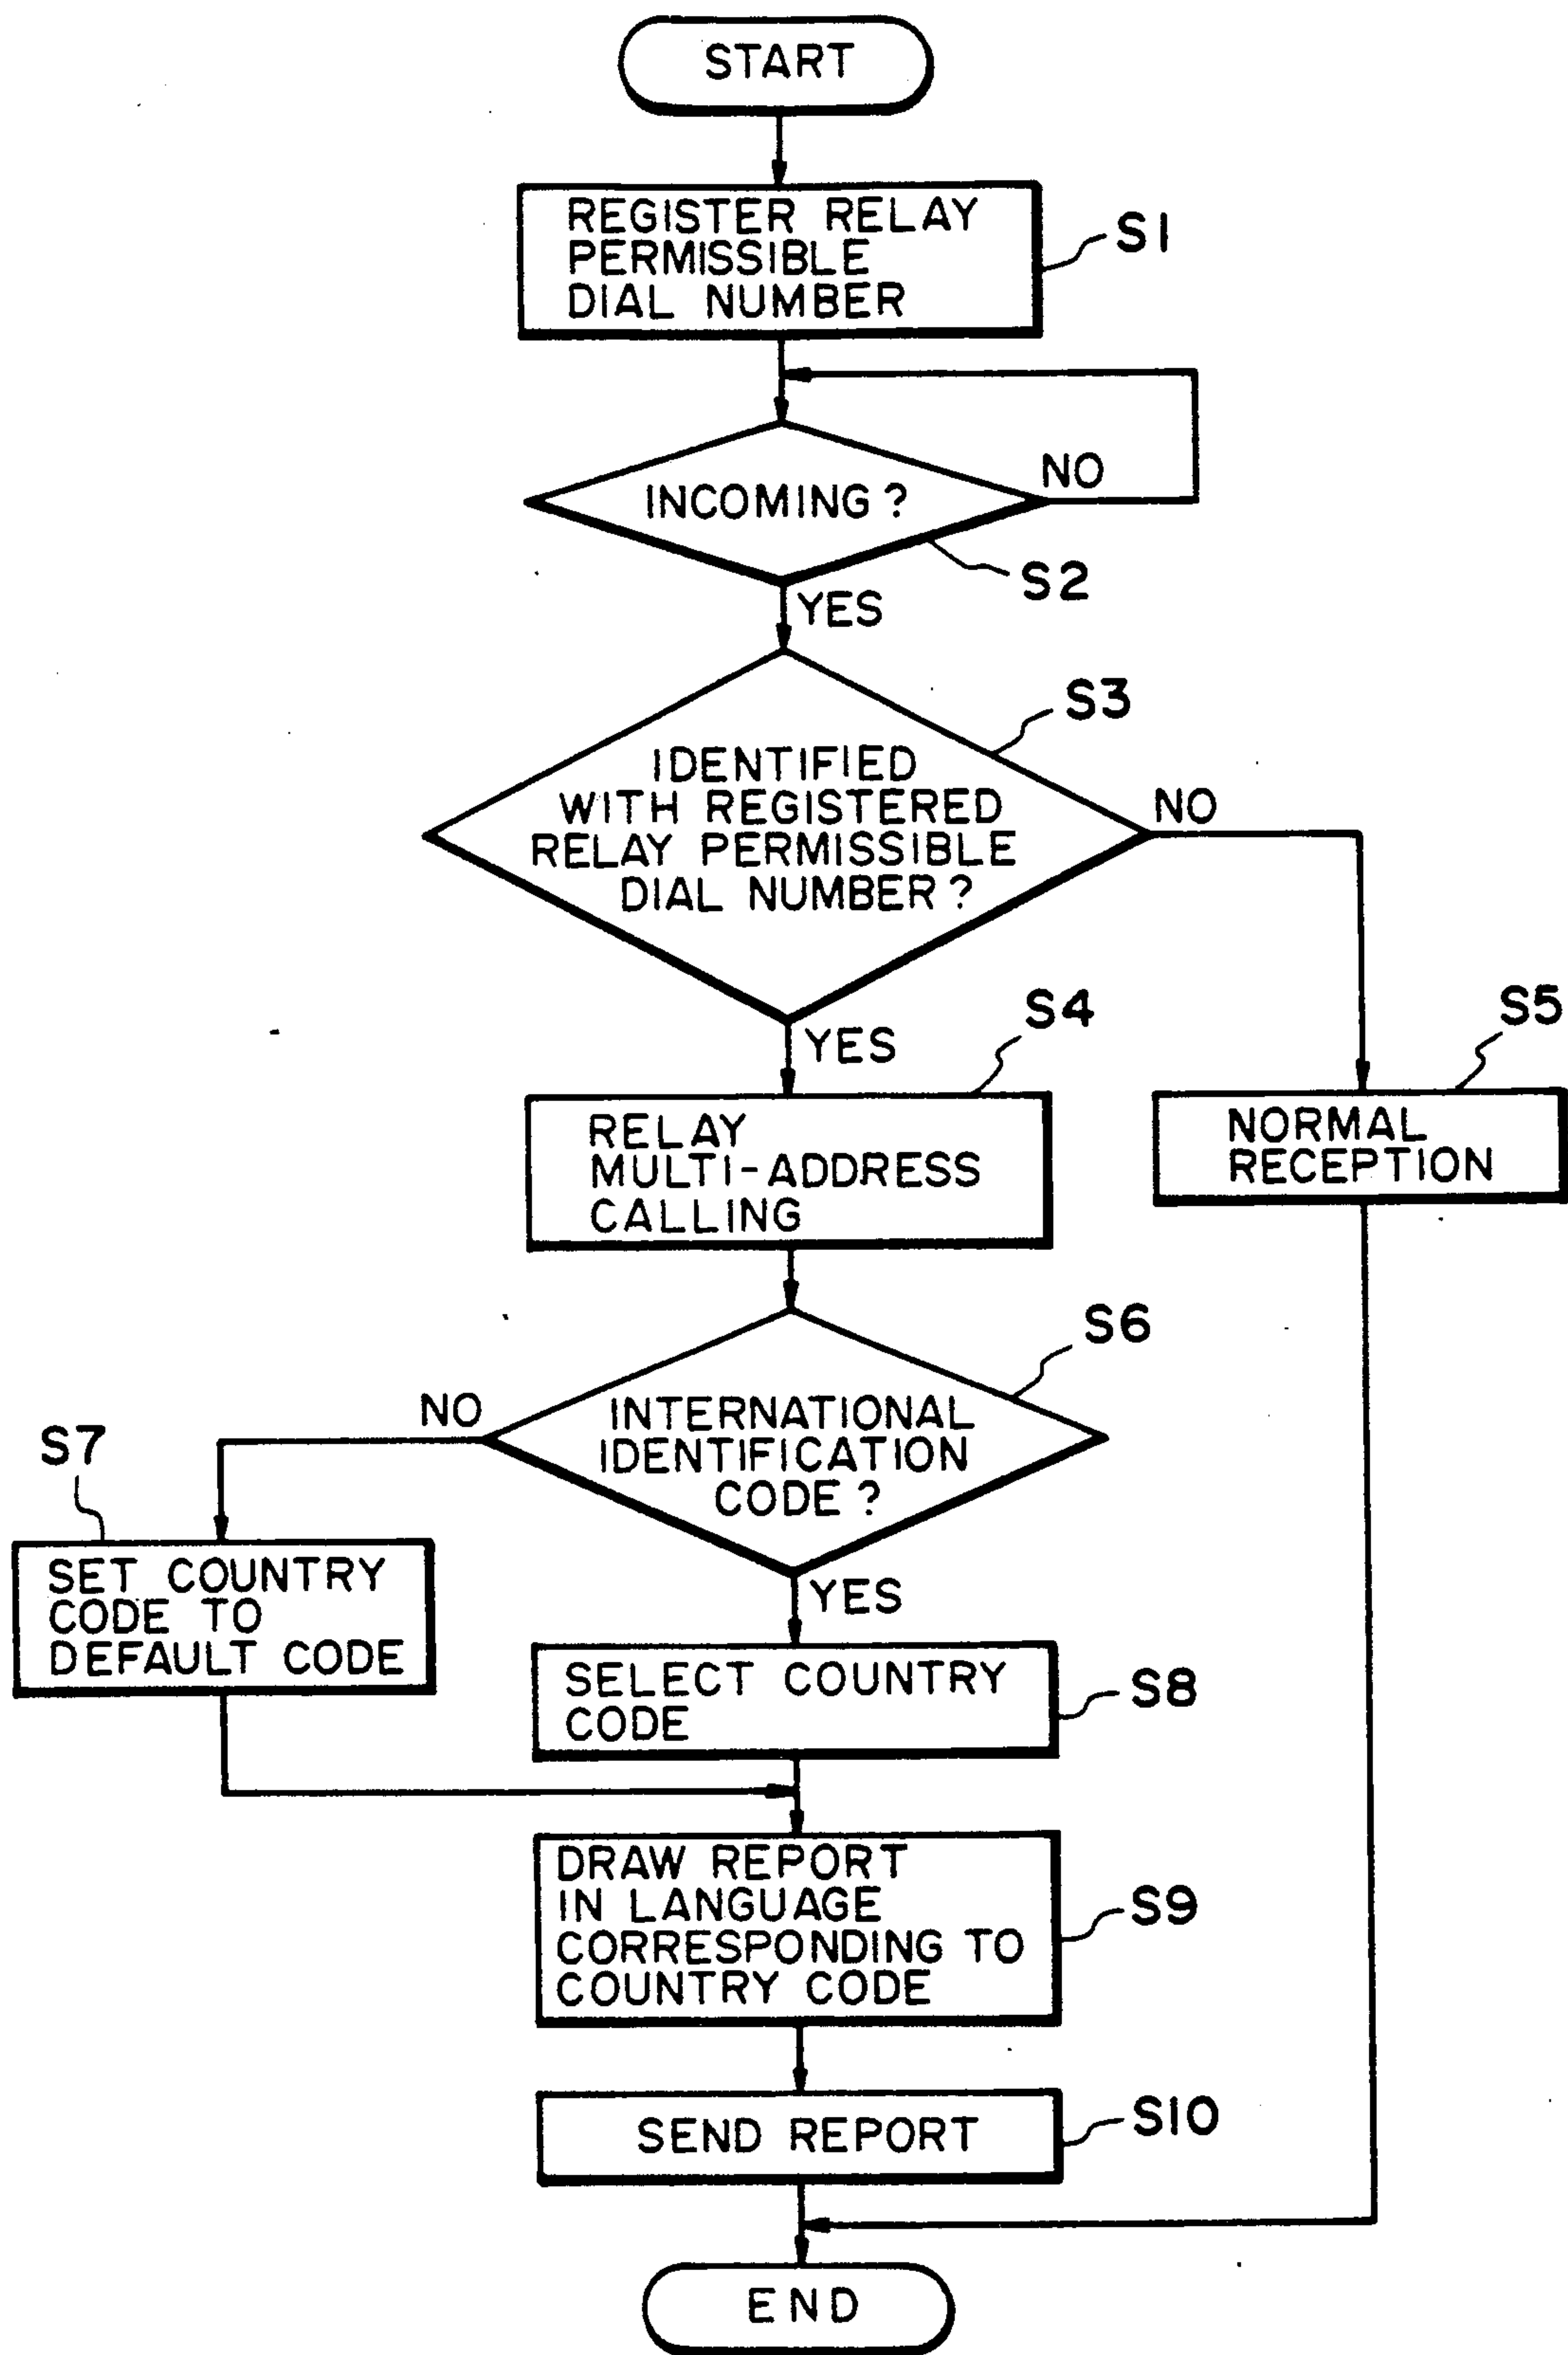 START
REGISTER RELAY
PERMISSIBLE
DIAL NUMBER
S1
INCOMING?
NO
S2
YES
S3
IDENTIFIED
WITH REGISTERED
RELAY PERMISSIBLE
DIAL NUMBER?
NO
YES
S4
S5
RELAY
MULTI-ADDRESS
CALLING
NORMAL
RECEPTION
S6
INTERNATIONAL
IDENTIFICATION
CODE?
NO
S7
YES
SET COUNTRY
CODE TO
DEFAULT CODE
SELECT COUNTRY
CODE
S8
DRAW REPORT
IN LANGUAGE
CORRESPONDING TO
COUNTRY CODE
S9
SEND REPORT
S10
END